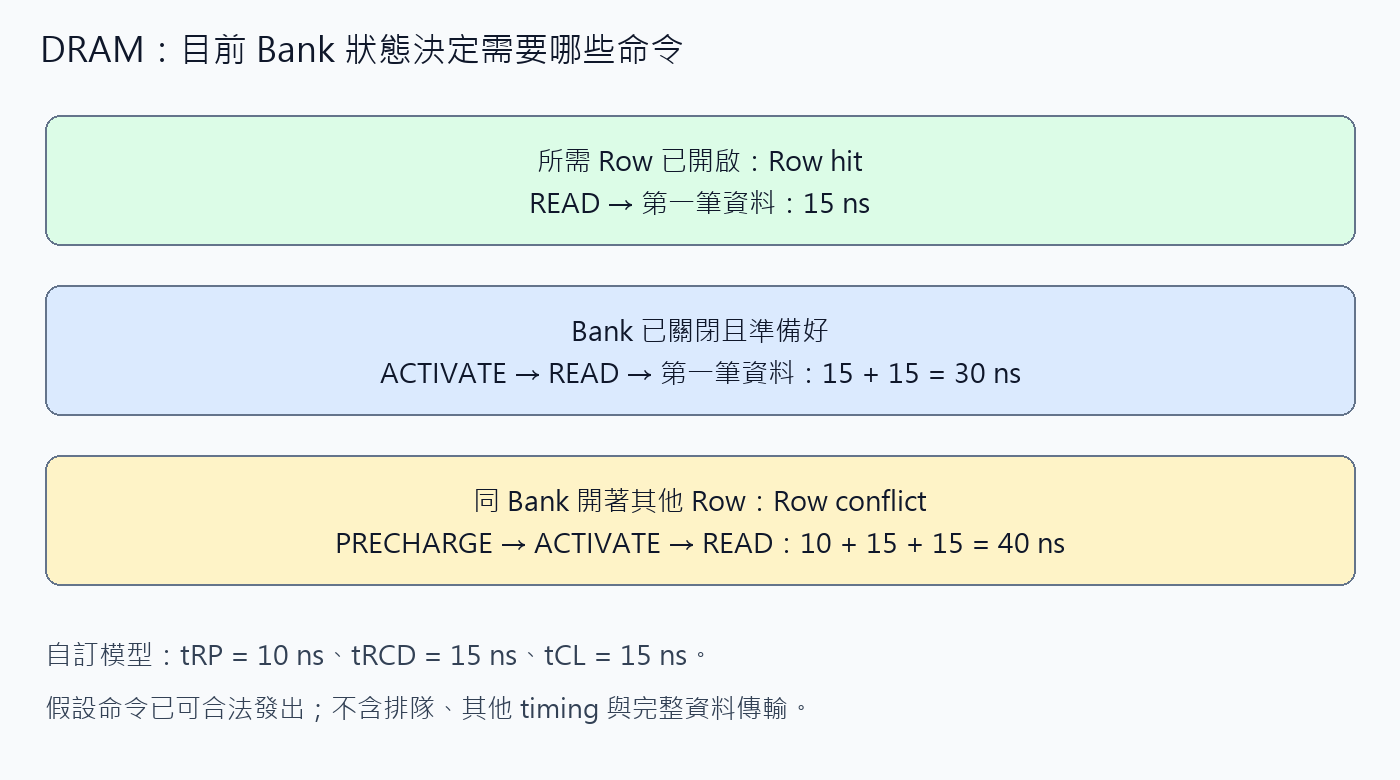 DRAM：目前 Bank 狀態決定需要哪些命令
所需 Row 已開啟：Row hit
READ → 第一筆資料：15 ns
Bank 已關閉且準備好
ACTIVATE → READ → 第一筆資料：15 + 15 = 30 ns
同 Bank 開著其他 Row：Row conflict
PRECHARGE → ACTIVATE → READ：10 + 15 + 15 = 40 ns
自訂模型：tRP = 10 ns、tRCD = 15 ns、tCL = 15 ns。
假設命令已可合法發出；不含排隊、其他 timing 與完整資料傳輸。